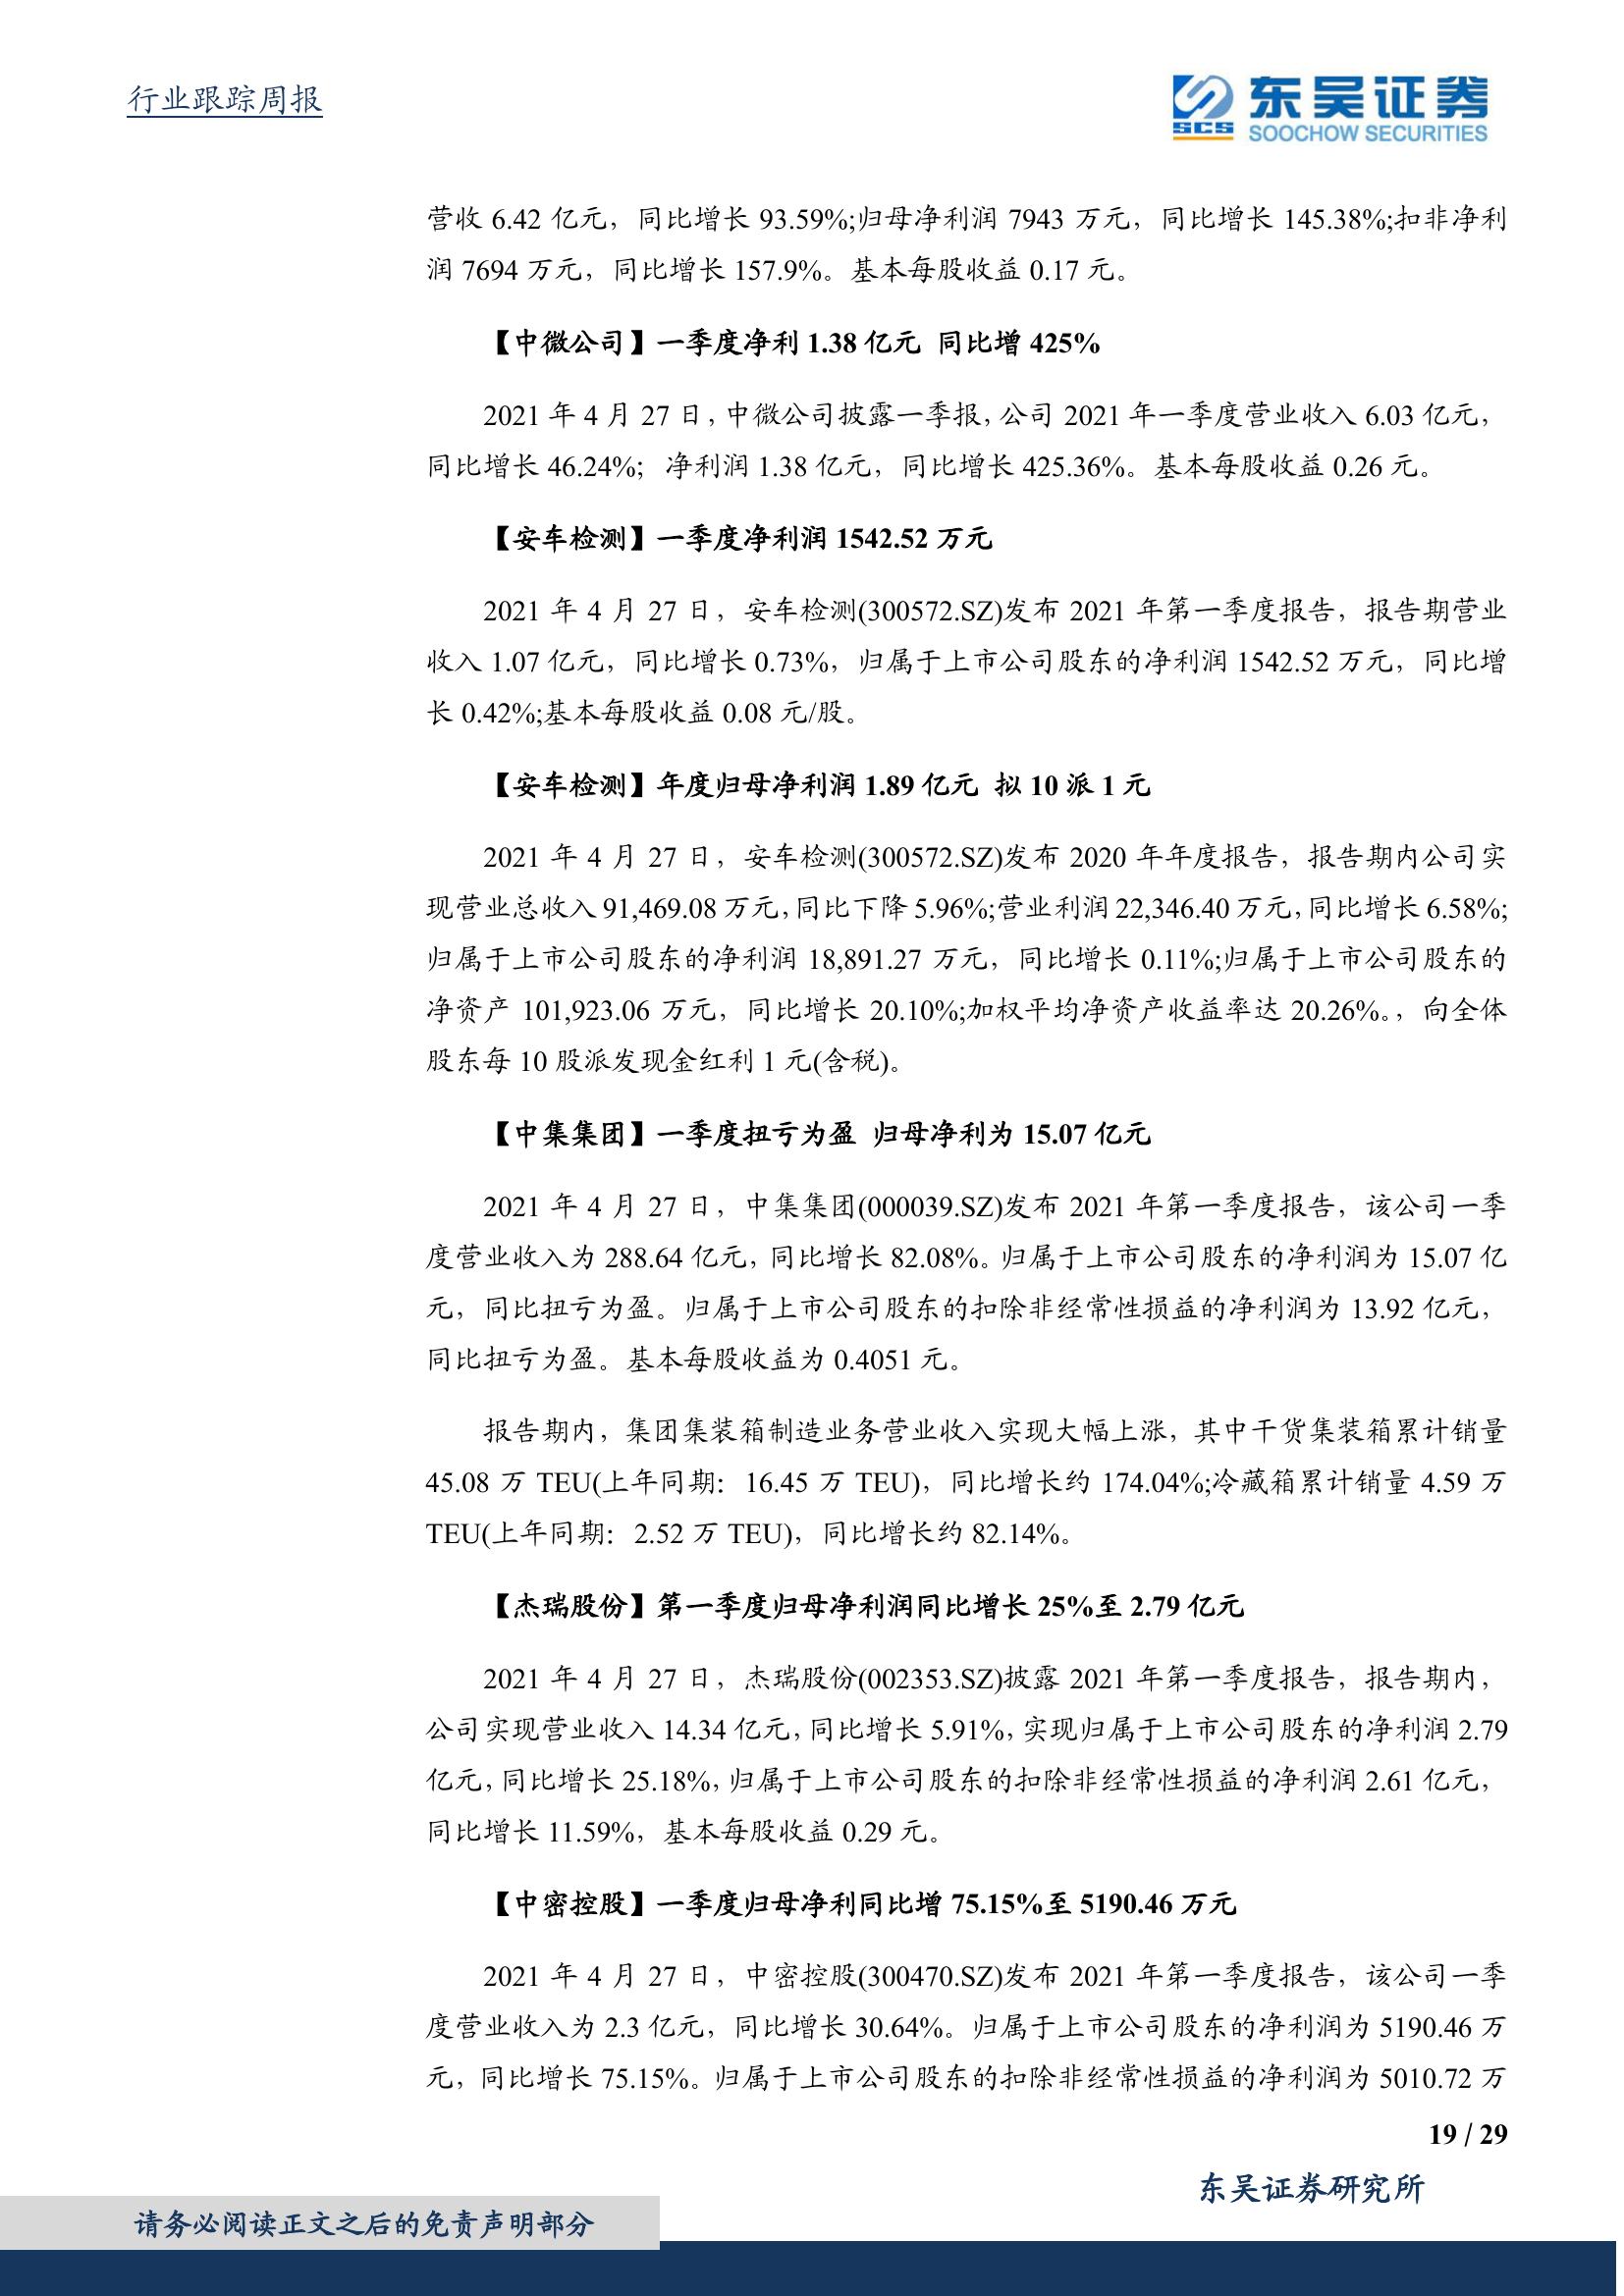 行业跟踪周报
SCS 东吴证券
SOOCHOW SECURITIES
营收 6.42 亿元，同比增长 93.59%;归母净利润 7943 万元，同比增长 145.38%;扣非净利
润 7694 万元，同比增长 157.9%。基本每股收益 0.17 元。
【中微公司】一季度净利 1.38 亿元 同比增 425%
2021 年 4 月 27 日，中微公司披露一季报，公司 2021 年一季度营业收入 6.03 亿元，
同比增长 46.24%；净利润 1.38 亿元，同比增长 425.36%。基本每股收益 0.26 元。
【安车检测】一季度净利润 1542.52 万元
2021 年 4 月 27 日，安车检测(300572.SZ)发布 2021 年第一季度报告，报告期营业
收入 1.07 亿元，同比增长 0.73%，归属于上市公司股东的净利润 1542.52 万元，同比增
长 0.42%;基本每股收益 0.08 元/股。
【安车检测】年度归母净利润 1.89 亿元 拟 10 派 1 元
2021 年 4 月 27 日，安车检测(300572.SZ)发布 2020 年年度报告，报告期内公司实
现营业总收入 91,469.08 万元，同比下降 5.96%;营业利润 22,346.40 万元，同比增长 6.58%;
归属于上市公司股东的净利润 18,891.27 万元，同比增长 0.11%;归属于上市公司股东的
净资产 101,923.06 万元，同比增长 20.10%;加权平均净资产收益率达 20.26%。，向全体
股东每 10 股派发现金红利 1 元(含税)。
【中集集团】一季度扭亏为盈 归母净利为 15.07 亿元
2021 年 4 月 27 日，中集集团(000039.SZ)发布 2021 年第一季度报告，该公司一季
度营业收入为 288.64 亿元，同比增长 82.08%。归属于上市公司股东的净利润为 15.07 亿
元，同比扭亏为盈。归属于上市公司股东的扣除非经常性损益的净利润为 13.92 亿元，
同比扭亏为盈。基本每股收益为 0.4051 元。
报告期内，集团集装箱制造业务营业收入实现大幅上涨，其中干货集装箱累计销量
45.08 万 TEU(上年同期：16.45 万 TEU)，同比增长约 174.04%;冷藏箱累计销量 4.59 万
TEU(上年同期：2.52 万 TEU)，同比增长约 82.14%。
【杰瑞股份】第一季度归母净利润同比增长 25%至 2.79 亿元
2021 年 4 月 27 日，杰瑞股份(002353.SZ)披露 2021 年第一季度报告，报告期内，
公司实现营业收入 14.34 亿元，同比增长 5.91%，实现归属于上市公司股东的净利润 2.79
亿元，同比增长 25.18%，归属于上市公司股东的扣除非经常性损益的净利润 2.61 亿元，
同比增长 11.59%，基本每股收益 0.29 元。
【中密控股】一季度归母净利同比增 75.15%至 5190.46 万元
2021 年 4 月 27 日，中密控股(300470.SZ)发布 2021 年第一季度报告，该公司一季
度营业收入为 2.3 亿元，同比增长 30.64%。归属于上市公司股东的净利润为 5190.46 万
元，同比增长 75.15%。归属于上市公司股东的扣除非经常性损益的净利润为 5010.72 万
19 / 29
东吴证券研究所
请务必阅读正文之后的免责声明部分